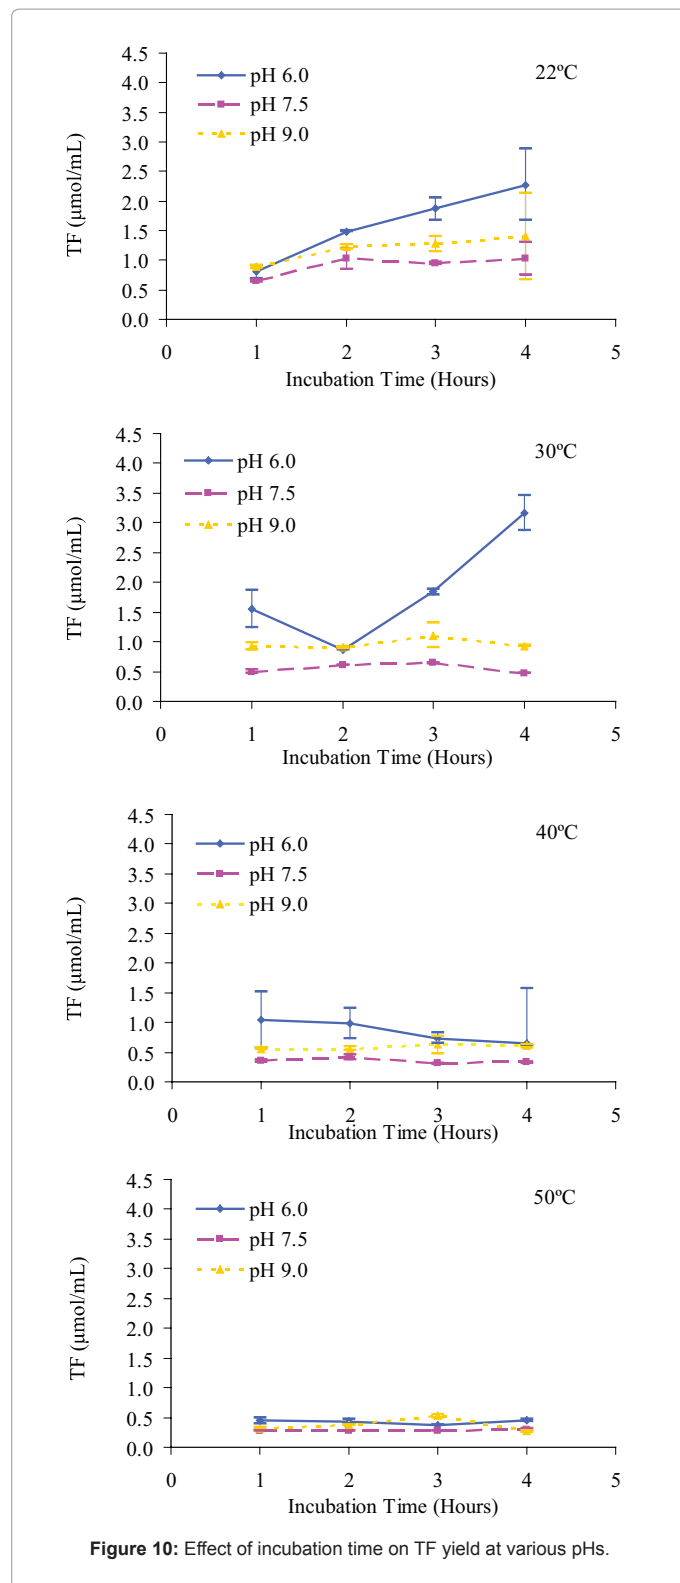 4.5
4.0
3.5
3.0
2.5
2.0
1.5
1.0
0.5
0.0
TF (µmol/mL)
pH 6.0
pH 7.5
pH 9.0
22ºC
0 1 2 3 4 5
Incubation Time (Hours)
4.5
4.0
3.5
3.0
2.5
2.0
1.5
1.0
0.5
0.0
TF (µmol/mL)
pH 6.0
pH 7.5
pH 9.0
30ºC
0 1 2 3 4 5
Incubation Time (Hours)
4.5
4.0
3.5
3.0
2.5
2.0
1.5
1.0
0.5
0.0
TF (µmol/mL)
pH 6.0
pH 7.5
pH 9.0
40ºC
0 1 2 3 4 5
Incubation Time (Hours)
4.5
4.0
3.5
3.0
2.5
2.0
1.5
1.0
0.5
0.0
TF (µmol/mL)
pH 6.0
pH 7.5
pH 9.0
50ºC
0 1 2 3 4 5
Incubation Time (Hours)
Figure 10: Effect of incubation time on TF yield at various pHs.